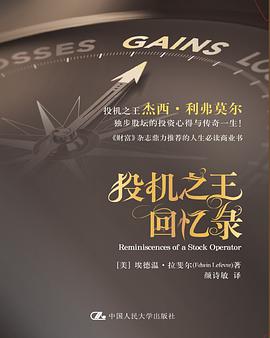 LOSSES GAINS LO
投机之王杰西·利弗莫尔
独步股坛的投资心得与传奇一生！
《财富》杂志鼎力推荐的人生必读商业书
投机之王
回忆录
Reminiscences of a Stock Operator
[美] 埃德温·拉斐尔(Edwin Lefevre) 著
颜诗敏 译
中国人民大学出版社